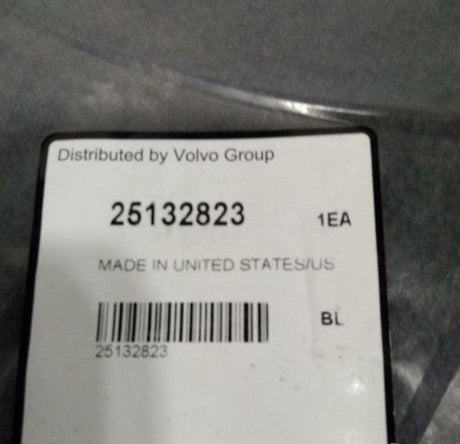 Distributed by Volvo Group
25132823 1EA
MADE IN UNITED STATES/US
BL
25132823